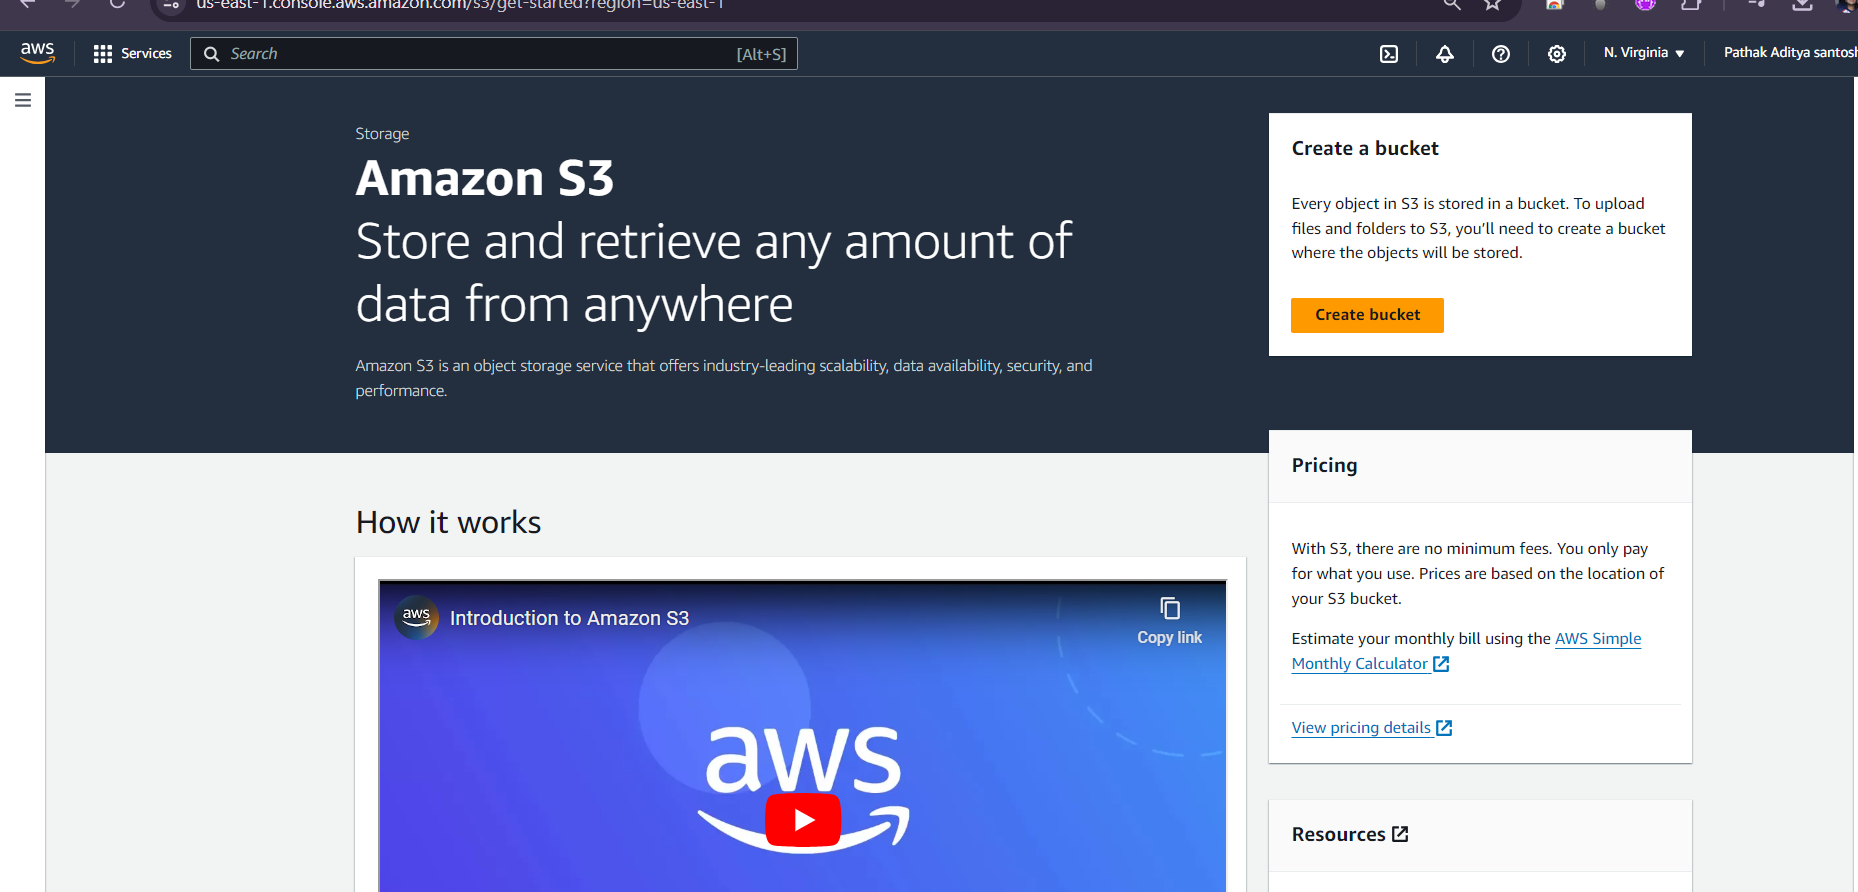 us-east-1.console.aws.amazon.com/s3/get-started?region=us-east-1
aws
Services
Search
[Alt+S]
N. Virginia
Pathak Aditya santosh
Storage
Amazon S3
Store and retrieve any amount of
data from anywhere
Amazon S3 is an object storage service that offers industry-leading scalability, data availability, security, and
performance.
Create a bucket
Every object in S3 is stored in a bucket. To upload
files and folders to S3, you’ll need to create a bucket
where the objects will be stored.
Create bucket
Pricing
With S3, there are no minimum fees. You only pay
for what you use. Prices are based on the location of
your S3 bucket.
Estimate your monthly bill using the AWS Simple
Monthly Calculator
View pricing details
Resources
How it works
aws
Introduction to Amazon S3
Copy link
aws